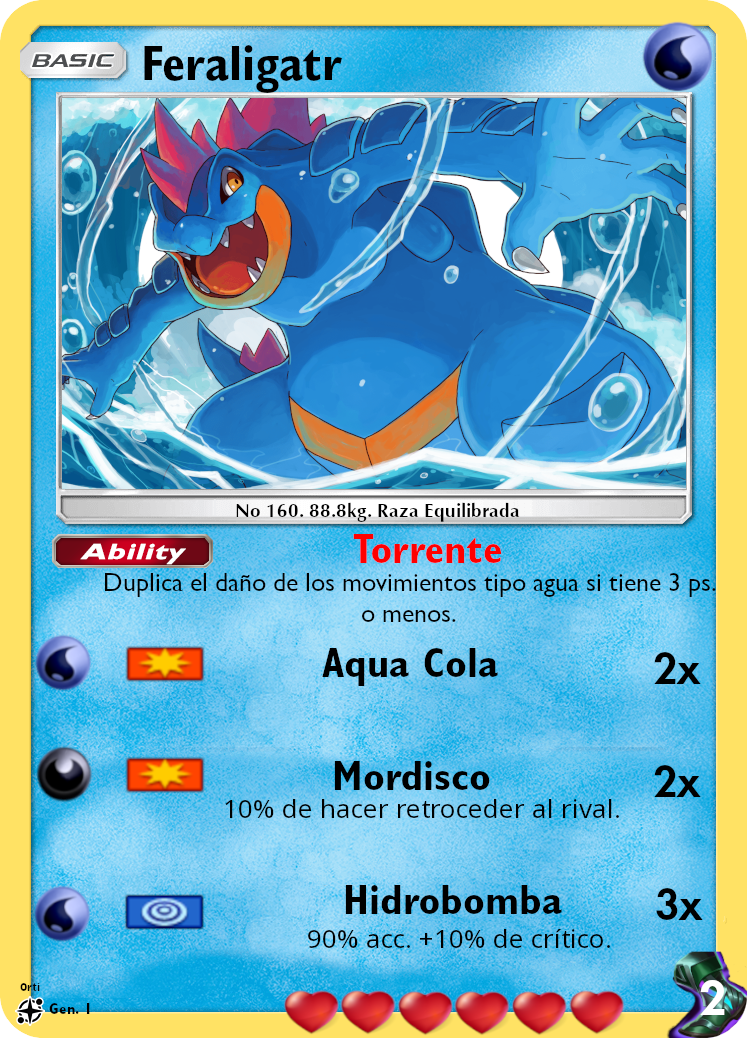 BASIC
Feraligatr
No 160. 88.8kg. Raza Equilibrada
Ability
Torrente
Duplica el daño de los movimientos tipo agua si tiene 3 ps.
o menos.
Aqua Cola
2x
Mordisco
2x
10% de hacer retroceder al rival.
Hidrobomba
3x
90% acc. +10% de crítico.
Orti
Gen. 1
2